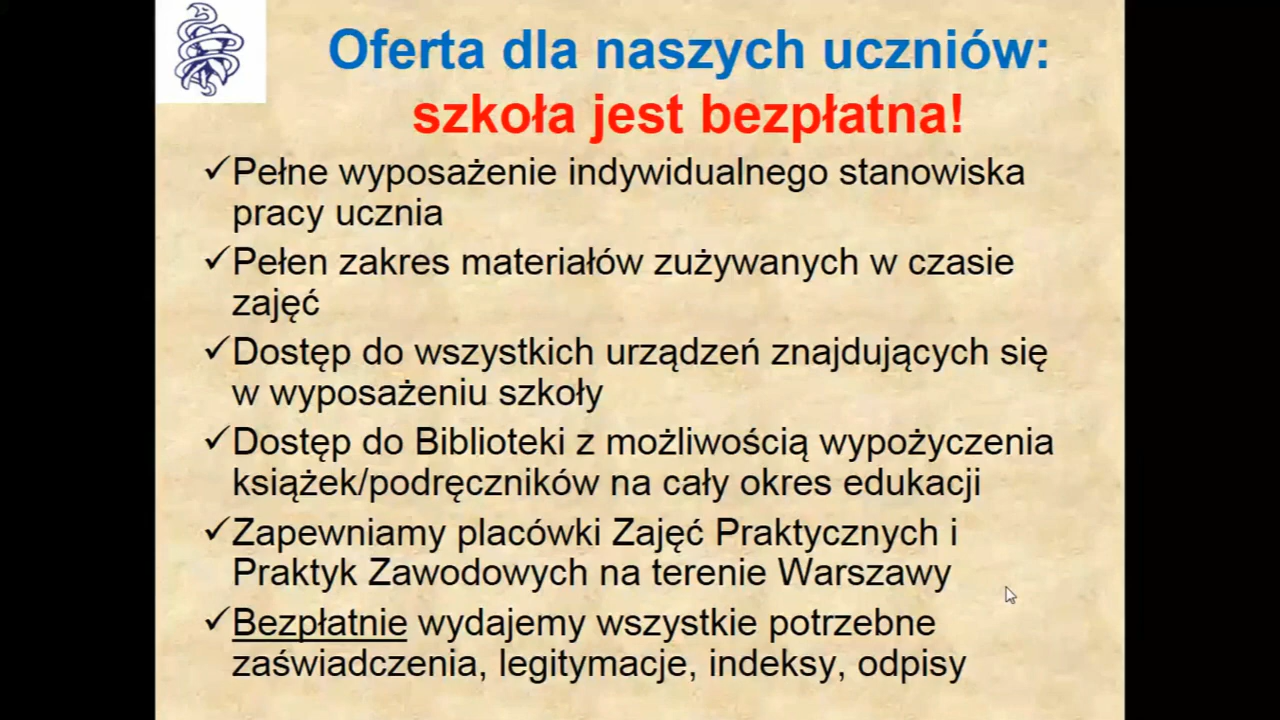 Oferta dla naszych uczniów:
szkoła jest bezpłatna!
✓Pełne wyposażenie indywidualnego stanowiska
pracy ucznia
✓Pełen zakres materiałów zużywanych w czasie
zajęć
✓Dostęp do wszystkich urządzeń znajdujących się
w wyposażeniu szkoły
✓Dostęp do Biblioteki z możliwością wypożyczenia
książek/podręczników na cały okres edukacji
✓Zapewniamy placówki Zajęć Praktycznych i
Praktyk Zawodowych na terenie Warszawy
✓Bezpłatnie wydajemy wszystkie potrzebne
zaświadczenia, legitymacje, indeksy, odpisy